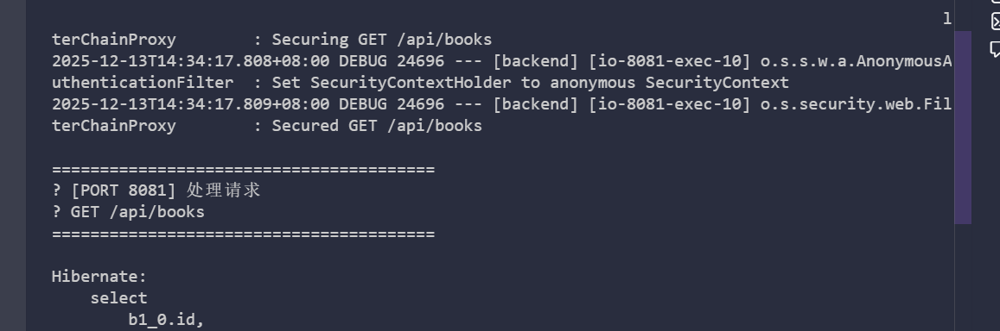 1
terChainProxy        : Securing GET /api/books
2025-12-13T14:34:17.808+08:00 DEBUG 24696 --- [backend] [io-8081-exec-10] o.s.s.w.a.AnonymousA
uthenticationFilter  : Set SecurityContextHolder to anonymous SecurityContext
2025-12-13T14:34:17.809+08:00 DEBUG 24696 --- [backend] [io-8081-exec-10] o.s.security.web.Fil
terChainProxy        : Secured GET /api/books
========================================
? [PORT 8081] 处理请求
? GET /api/books
========================================
Hibernate:
    select
        b1_0.id,